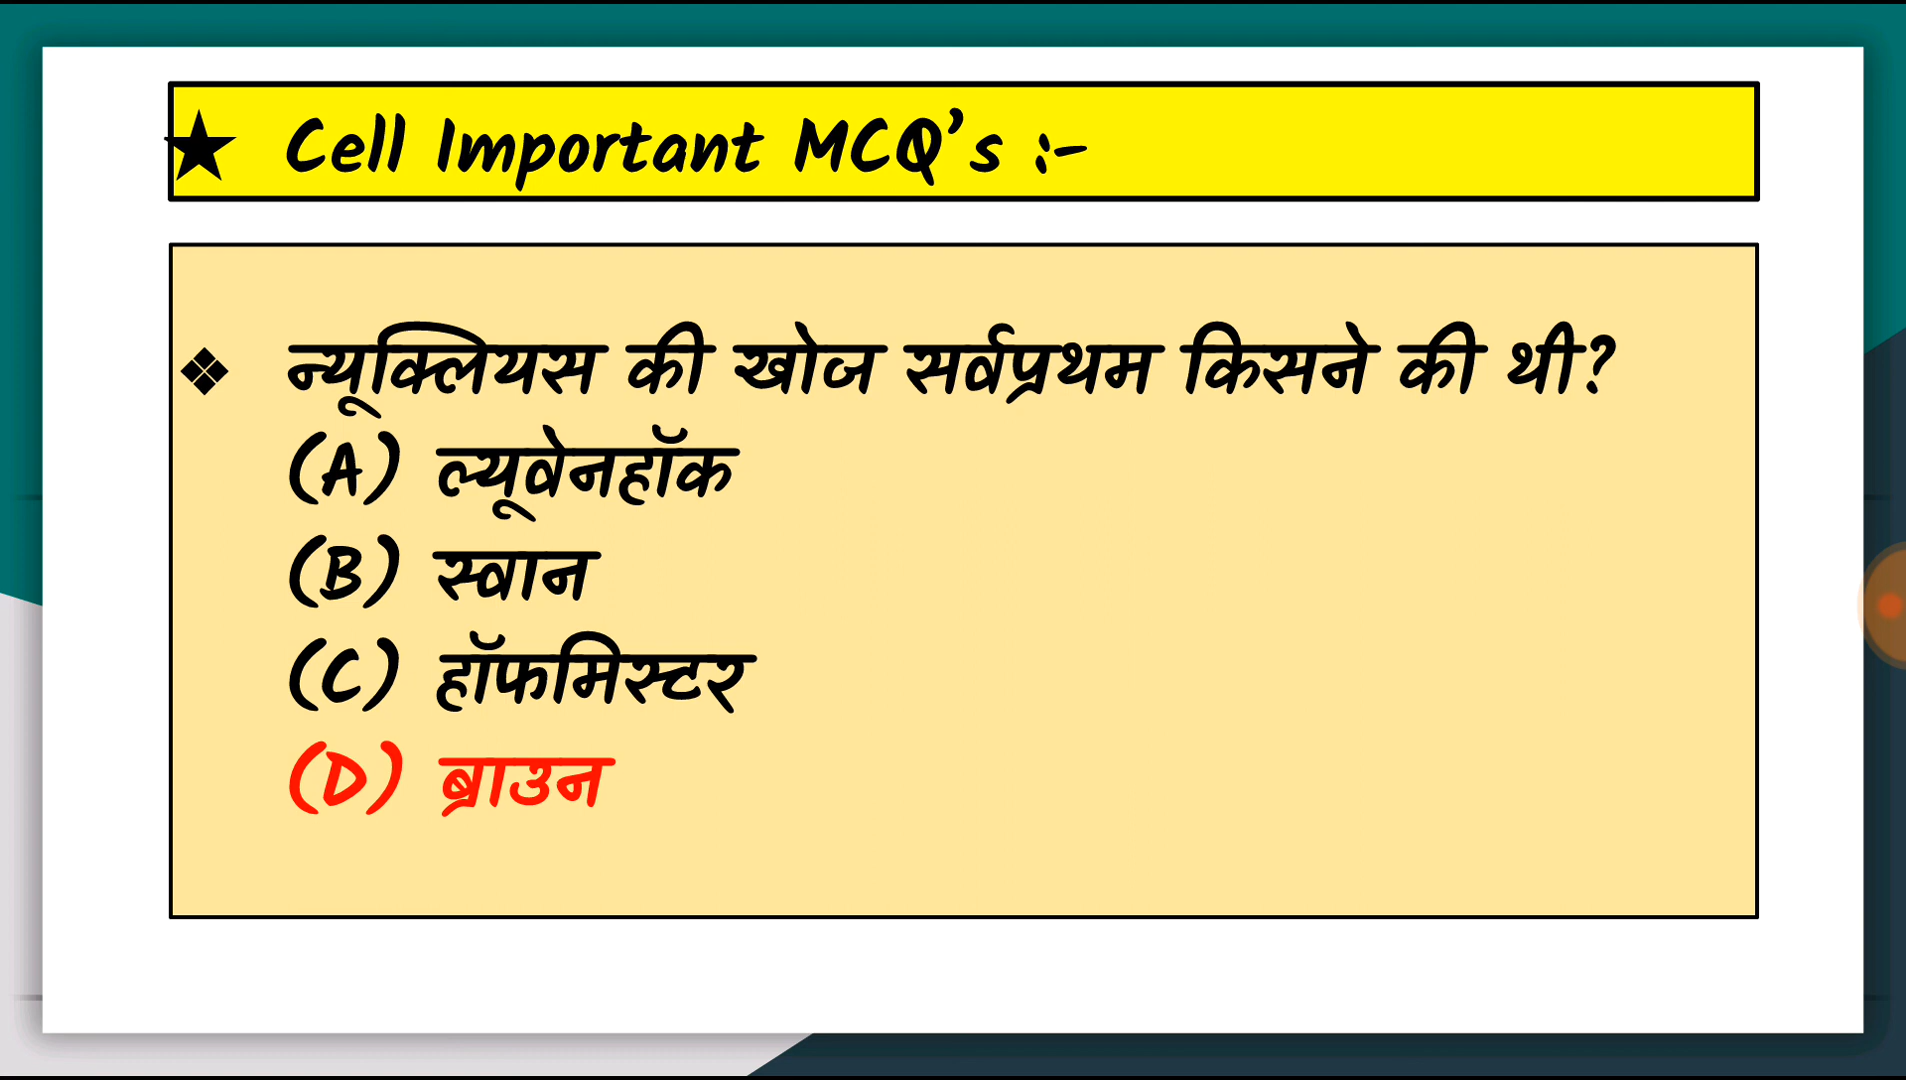 ★ Cell Important MCQ's :-
❖ न्यूक्लियस की खोज सर्वप्रथम किसने की थी?
(A) ल्यूवेनहॉक
(B) स्वान
(C) हॉफमिस्टर
(D) ब्राउन